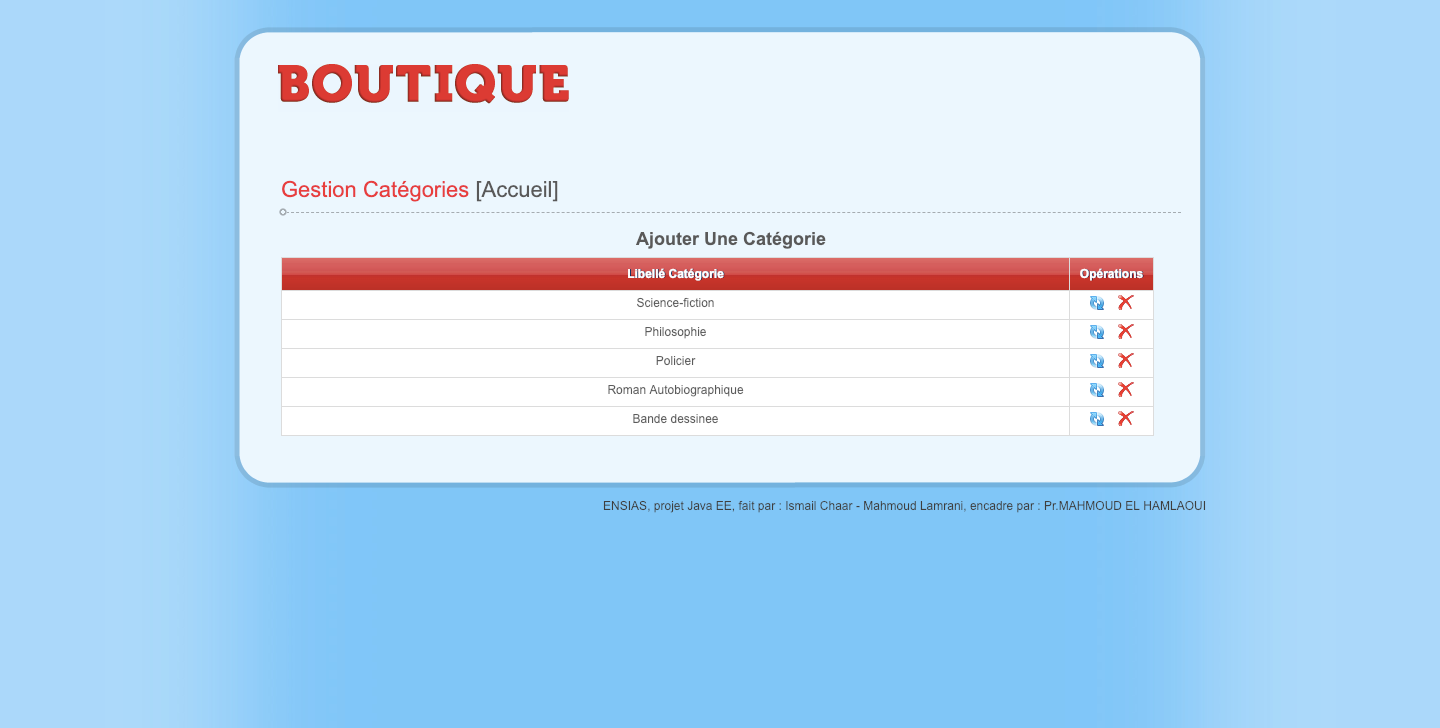 BOUTIQUE
Gestion Catégories [Accueil]
Ajouter Une Catégorie
Libellé Catégorie Opérations
Science-fiction
Philosophie
Policier
Roman Autobiographique
Bande dessinee
ENSIAS, projet Java EE, fait par : Ismail Chaar - Mahmoud Lamrani, encadre par : Pr.MAHMOUD EL HAMLAOUI